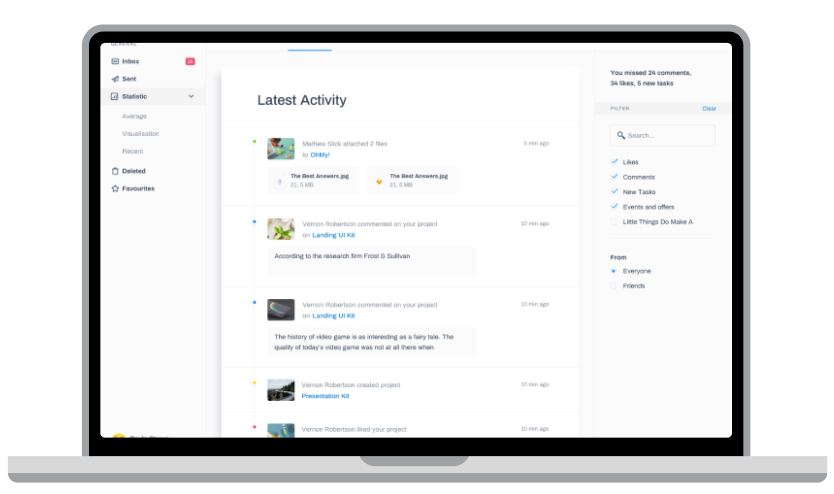 GENERAL
Inbox
Sent
Statistic
Average
Visualisation
Recent
Deleted
Favourites
Latest Activity
Mathew Slick attached 2 files
5 min ago
to OhMy!
The Best Answers.jpg
21, 5 MB
The Best Answers.jpg
21, 5 MB
Vernon Robertson commented on your project
10 min ago
on Landing UI Kit
According to the research firm Frost & Sullivan
Vernon Robertson commented on your project
10 min ago
on Landing UI Kit
The history of video game is as interesting as a fairy tale. The
quality of today's video game was not at all there when
Vernon Robertson created project
10 min ago
Presentation Kit
Vernon Robertson liked your project
10 min ago
You missed 24 comments,
34 likes, 5 new tasks
FILTER
Clear
Search...
Likes
Comments
New Tasks
Events and offers
Little Things Do Make A
From
Everyone
Friends